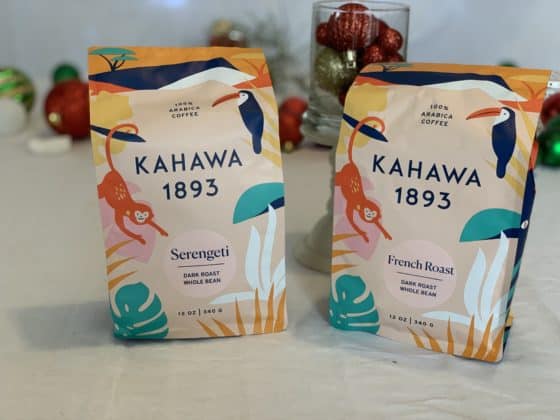 100%
ARABICA
COFFEE
KAHAWA
1893
Serengeti
DARK ROAST
WHOLE BEAN
12 OZ | 340 G
100%
ARABICA
COFFEE
KAHAWA
1893
French Roast
DARK ROAST
WHOLE BEAN
12 OZ | 340 G